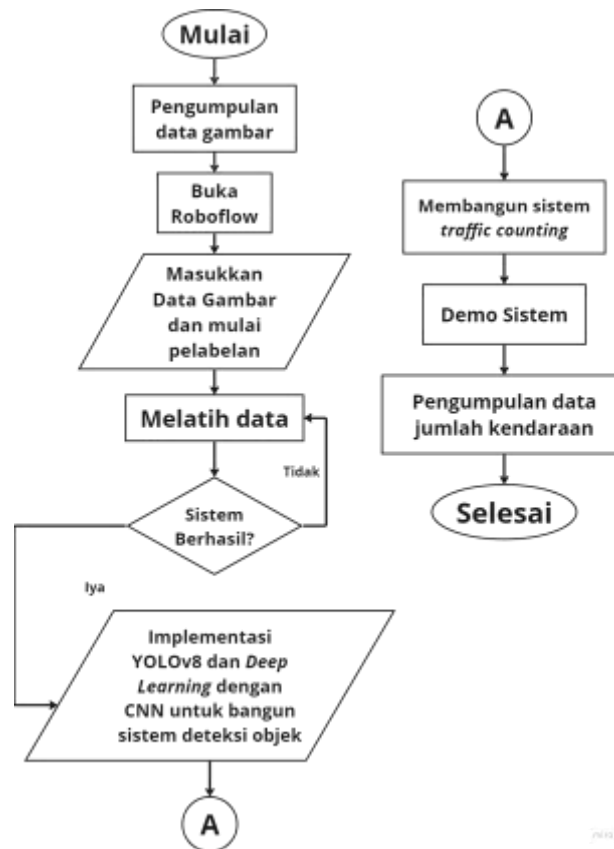 Mulai
Pengumpulan
data gambar
Buka
Roboflow
Masukkan
Data Gambar
dan mulai
pelabelan
Melatih data
Tidak
Sistem
Berhasil?
Iya
Implementasi
YOLOv8 dan Deep
Learning dengan
CNN untuk bangun
sistem deteksi objek
A
A
Membangun sistem
traffic counting
Demo Sistem
Pengumpulan data
jumlah kendaraan
Selesai